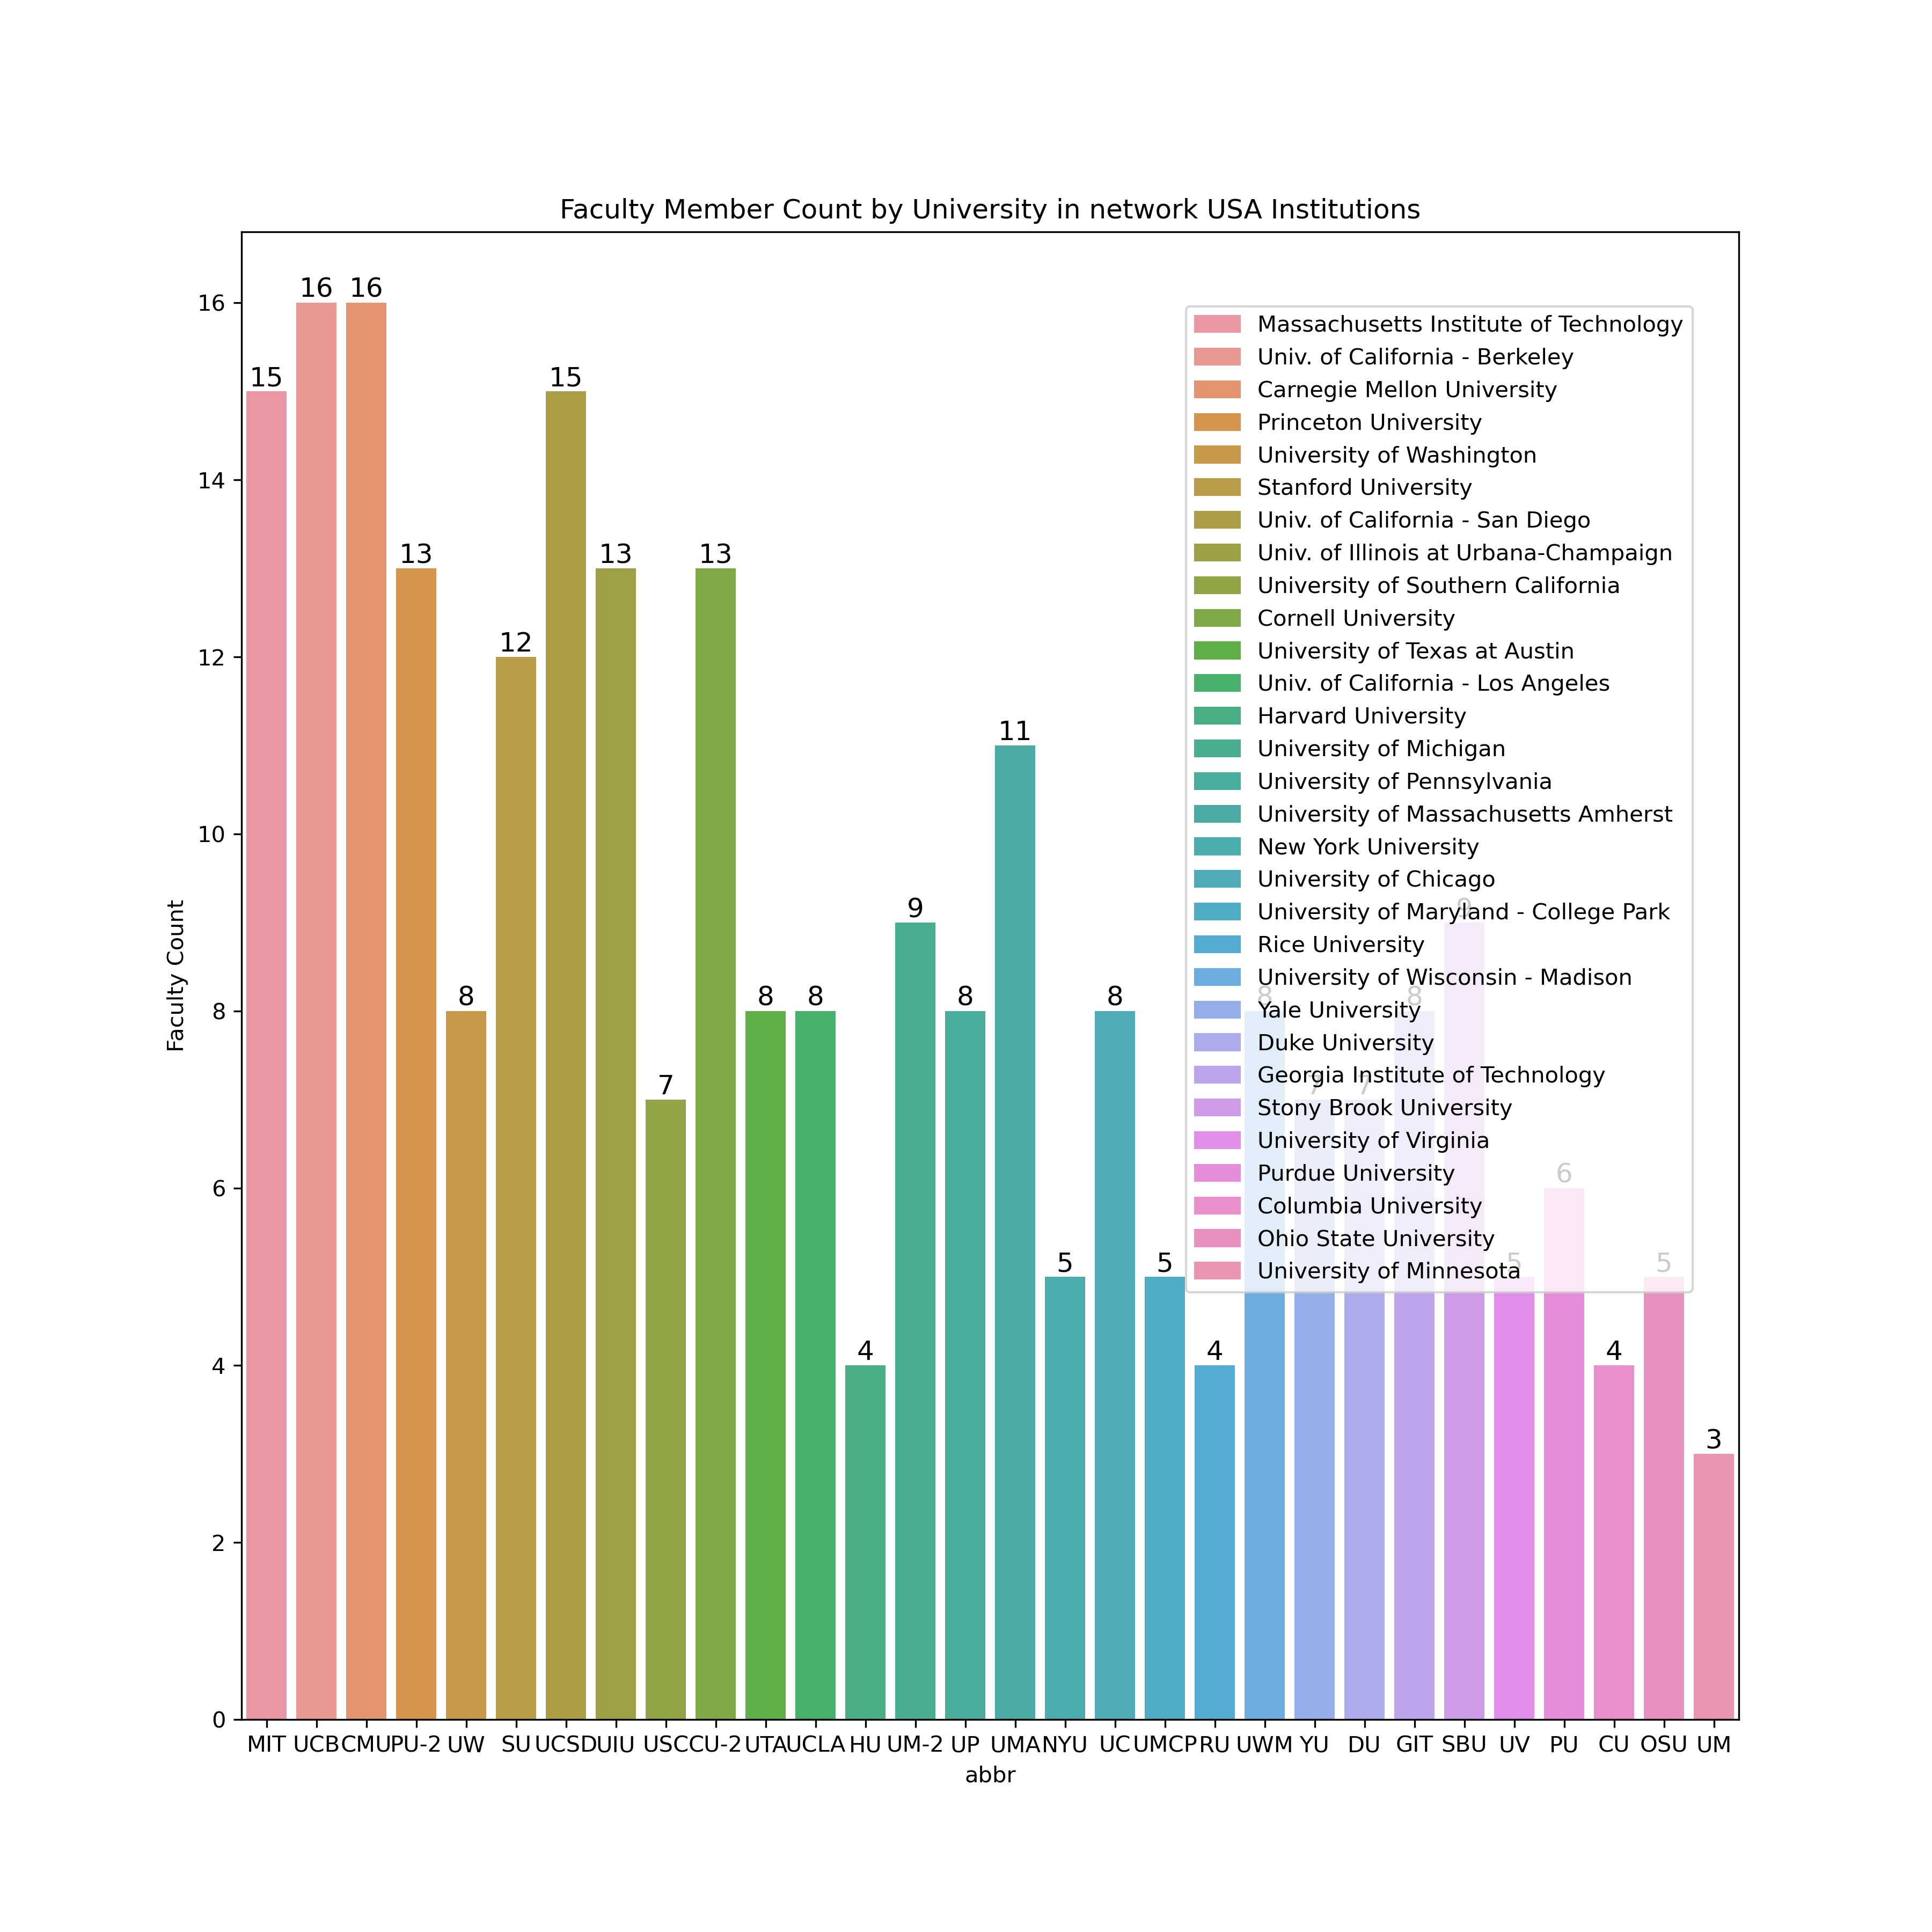 Faculty Member Count by University in network USA Institutions
16
14
12
10
8
6
4
2
0
Faculty Count
15
16
16
13
8
12
15
13
7
13
8
8
4
9
8
11
5
8
5
4
8
7
7
8
9
5
6
4
5
3
Massachusetts Institute of Technology
Univ. of California - Berkeley
Carnegie Mellon University
Princeton University
University of Washington
Stanford University
Univ. of California - San Diego
Univ. of Illinois at Urbana-Champaign
University of Southern California
Cornell University
University of Texas at Austin
Univ. of California - Los Angeles
Harvard University
University of Michigan
University of Pennsylvania
University of Massachusetts Amherst
New York University
University of Chicago
University of Maryland - College Park
Rice University
University of Wisconsin - Madison
Yale University
Duke University
Georgia Institute of Technology
Stony Brook University
University of Virginia
Purdue University
Columbia University
Ohio State University
University of Minnesota
MIT UCB CMU PU-2 UW SU UCSD UIU USC CU-2 UTA UCLA HU UM-2 UP UMA NYU UC UMCP RU UWM YU DU GIT SBU UV PU CU OSU UM
abbr